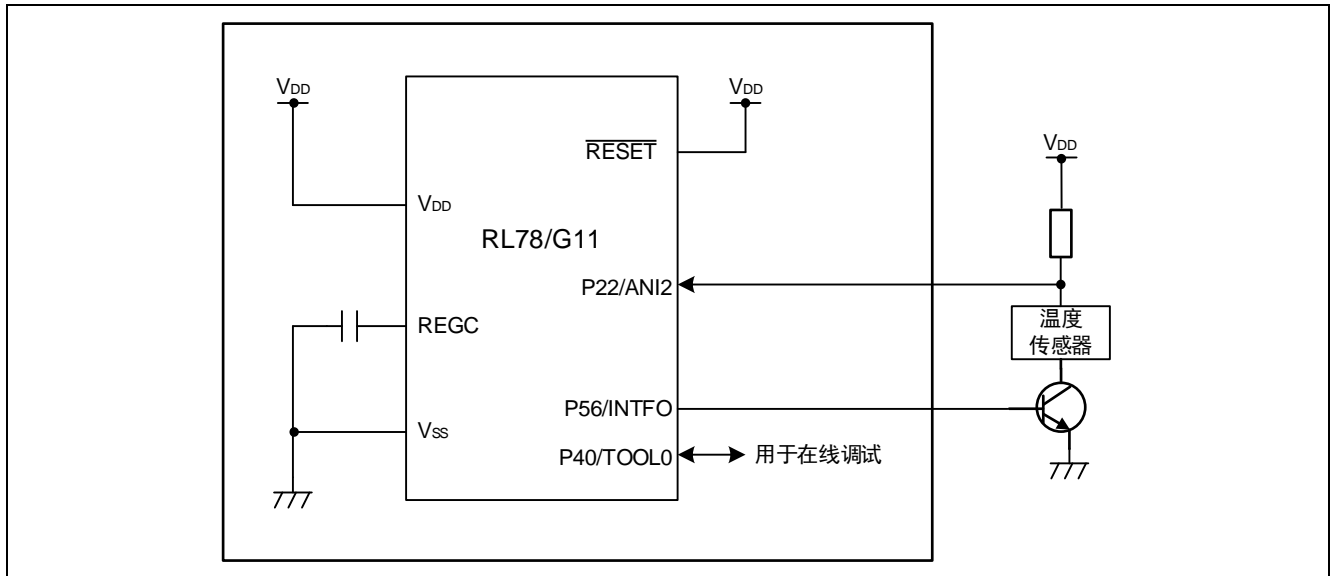 VDD
VDD
RESET
VDD
VDD
RL78/G11
P22/ANI2
REGC
温度
传感器
P56/INTFO
VSS
P40/TOOL0
用于在线调试